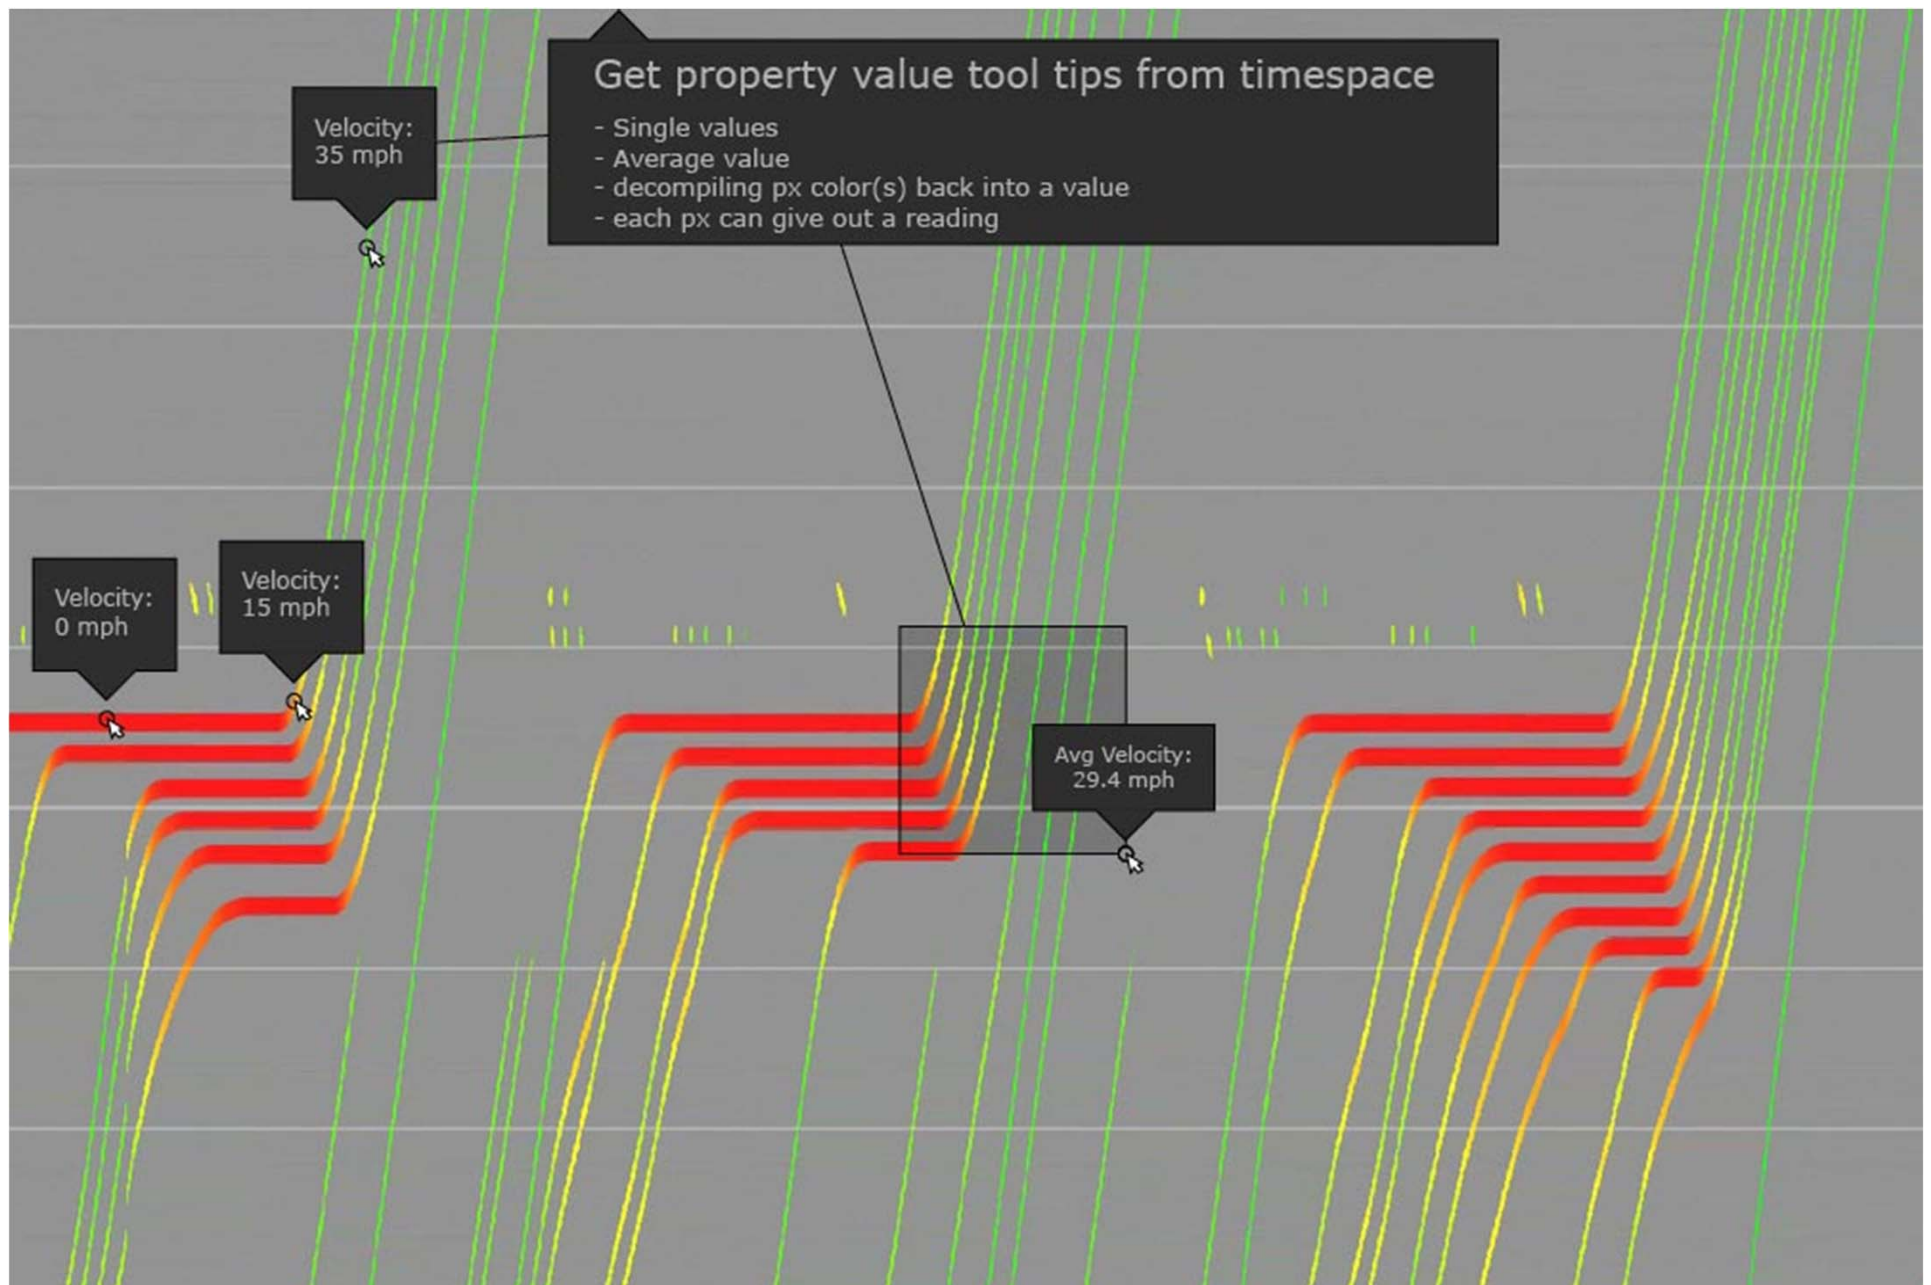 Get property value tool tips from timespace
- Single values
- Average value
- decompiling px color(s) back into a value
- each px can give out a reading
Velocity:
35 mph
Velocity:
0 mph
Velocity:
15 mph
Avg Velocity:
29.4 mph